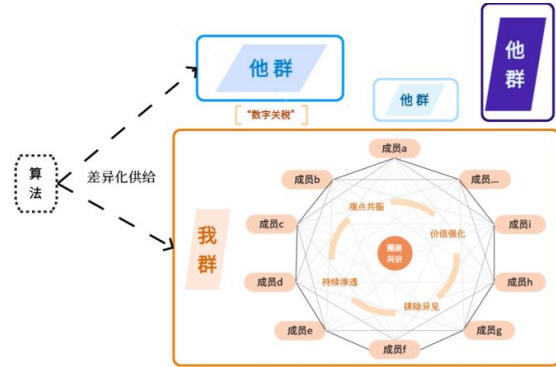 他群
他群
他群
“数字关税”
算
法
差异化供给
我
群
成员a
成员b
成员...
成员c
成员i
成员d
成员h
成员e
成员g
成员f
观点共振
价值强化
圈层
共识
持续渗透
排除异见